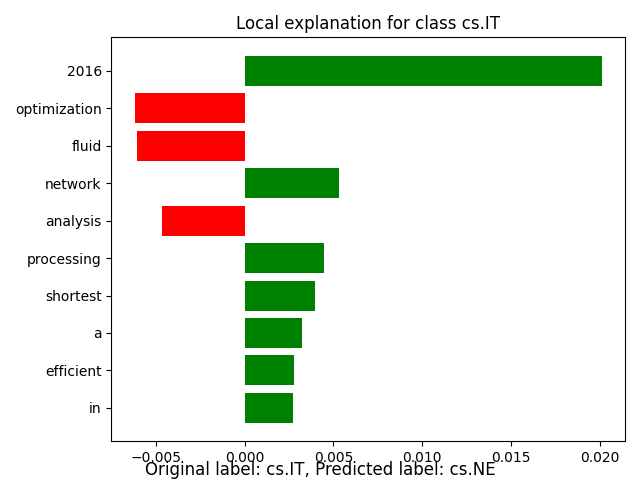 Local explanation for class cs.IT
2016
optimization
fluid
network
analysis
processing
shortest
a
efficient
in
−0.005 0.000 0.005 0.010 0.015 0.020
Original label: cs.IT, Predicted label: cs.NE